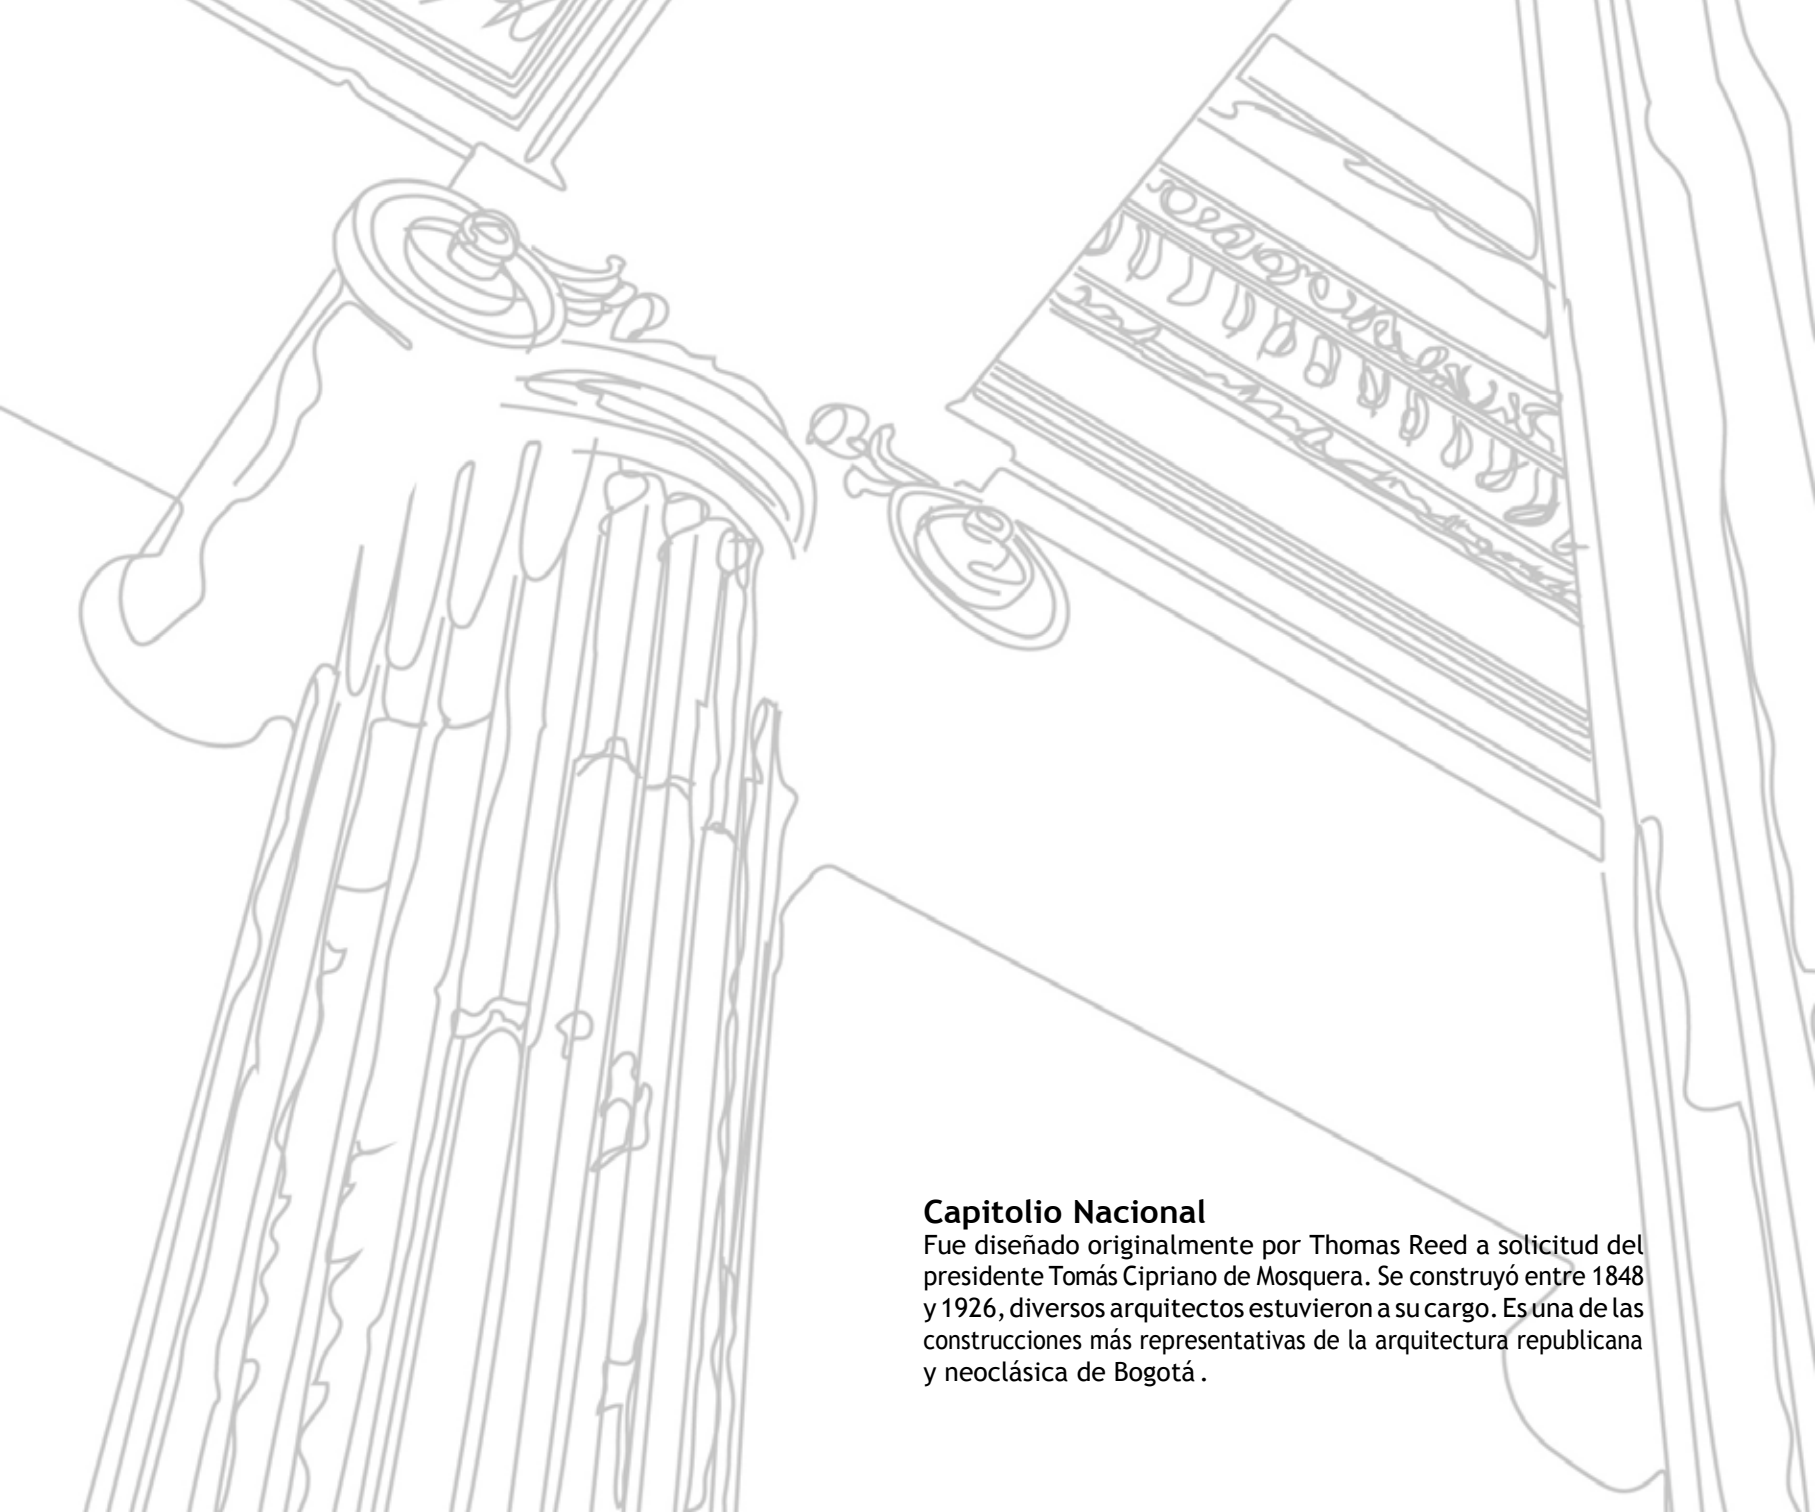 Capitolio Nacional
Fue diseñado originalmente por Thomas Reed a solicitud del
presidente Tomás Cipriano de Mosquera. Se construyó entre 1848
y 1926, diversos arquitectos estuvieron a su cargo. Es una de las
construcciones más representativas de la arquitectura republicana
y neoclásica de Bogotá .